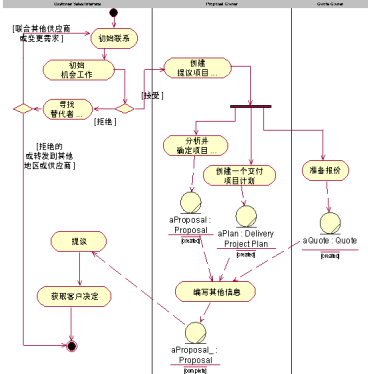 Customer Sales Interface
Proposal Owner
Quote Owner
[联合其他供应商
或变更需求 ]
初始联系
初始
机会工作
创建
提议项目 ...
[接受 ]
寻找
替代者 ...
[拒绝 ]
[拒绝的
或转发到其他
地区或供应商 ]
分析并
确定项目 ...
创建一个交付
项目计划
准备报价
aProposal :
Proposal
[created]
aPlan : Delivery
Project Plan
[created]
aQuote : Quote
[created]
提议
获取客户决定
编写其他信息
aProposal_ :
Proposal
[complete]